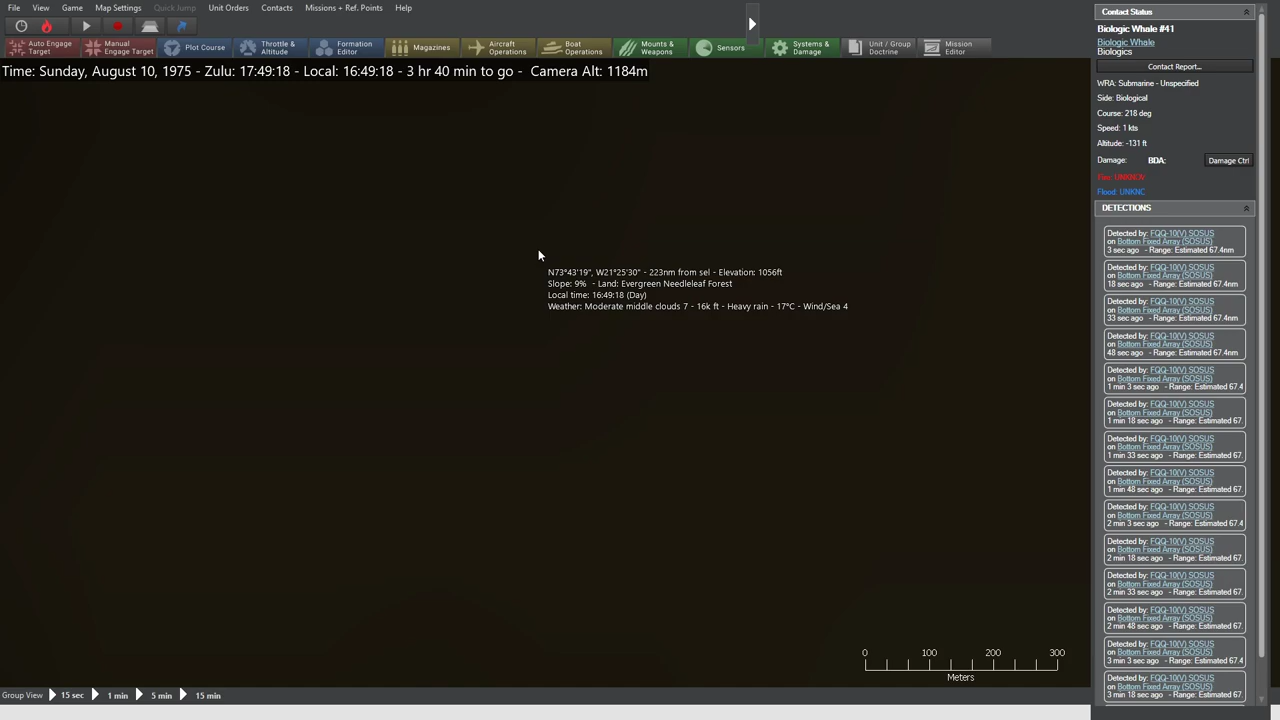 File View Game Map Settings Quick Jump Unit Orders Contacts Missions + Ref. Points Help
Auto Engage Target
Manual Engage Target
Plot Course
Throttle & Altitude
Formation Editor
Magazines
Aircraft Operations
Boat Operations
Mounts & Weapons
Sensors
Systems & Damage
Unit / Group Doctrine
Mission Editor
Time: Sunday, August 10, 1975 - Zulu: 17:49:18 - Local: 16:49:18 - 3 hr 40 min to go - Camera Alt: 1184m
N73°43'19", W21°25'30" - 223nm from sel - Elevation: 1056ft
Slope: 9% - Land: Evergreen Needleleaf Forest
Local time: 16:49:18 (Day)
Weather: Moderate middle clouds 7 - 16k ft - Heavy rain - 17°C - Wind/Sea 4
0 100 200 300
Meters
Group View 15 sec 1 min 5 min 15 min
Contact Status
Biologic Whale #41
Biologic Whale
Biologics
Contact Report...
WRA: Submarine - Unspecified
Side: Biological
Course: 218 deg
Speed: 1 kts
Altitude: -131 ft
Damage: BDA: Damage Ctrl
Flood: UNKNC
DETECTIONS
Detected by: FQQ-10(V) SOSUS
on Bottom Fixed Array (SOSUS)
3 sec ago - Range: Estimated 67.4nm
Detected by: FQQ-10(V) SOSUS
on Bottom Fixed Array (SOSUS)
18 sec ago - Range: Estimated 67.4nm
Detected by: FQQ-10(V) SOSUS
on Bottom Fixed Array (SOSUS)
33 sec ago - Range: Estimated 67.4nm
Detected by: FQQ-10(V) SOSUS
on Bottom Fixed Array (SOSUS)
48 sec ago - Range: Estimated 67.4nm
Detected by: FQQ-10(V) SOSUS
on Bottom Fixed Array (SOSUS)
1 min 3 sec ago - Range: Estimated 67.4
Detected by: FQQ-10(V) SOSUS
on Bottom Fixed Array (SOSUS)
1 min 18 sec ago - Range: Estimated 67.
Detected by: FQQ-10(V) SOSUS
on Bottom Fixed Array (SOSUS)
1 min 33 sec ago - Range: Estimated 67.
Detected by: FQQ-10(V) SOSUS
on Bottom Fixed Array (SOSUS)
1 min 48 sec ago - Range: Estimated 67.
Detected by: FQQ-10(V) SOSUS
on Bottom Fixed Array (SOSUS)
2 min 3 sec ago - Range: Estimated 67.4
Detected by: FQQ-10(V) SOSUS
on Bottom Fixed Array (SOSUS)
2 min 18 sec ago - Range: Estimated 67.
Detected by: FQQ-10(V) SOSUS
on Bottom Fixed Array (SOSUS)
2 min 33 sec ago - Range: Estimated 67.
Detected by: FQQ-10(V) SOSUS
on Bottom Fixed Array (SOSUS)
2 min 48 sec ago - Range: Estimated 67.
Detected by: FQQ-10(V) SOSUS
on Bottom Fixed Array (SOSUS)
3 min 3 sec ago - Range: Estimated 67.4
Detected by: FQQ-10(V) SOSUS
on Bottom Fixed Array (SOSUS)
3 min 18 sec ago - Range: Estimated 67.